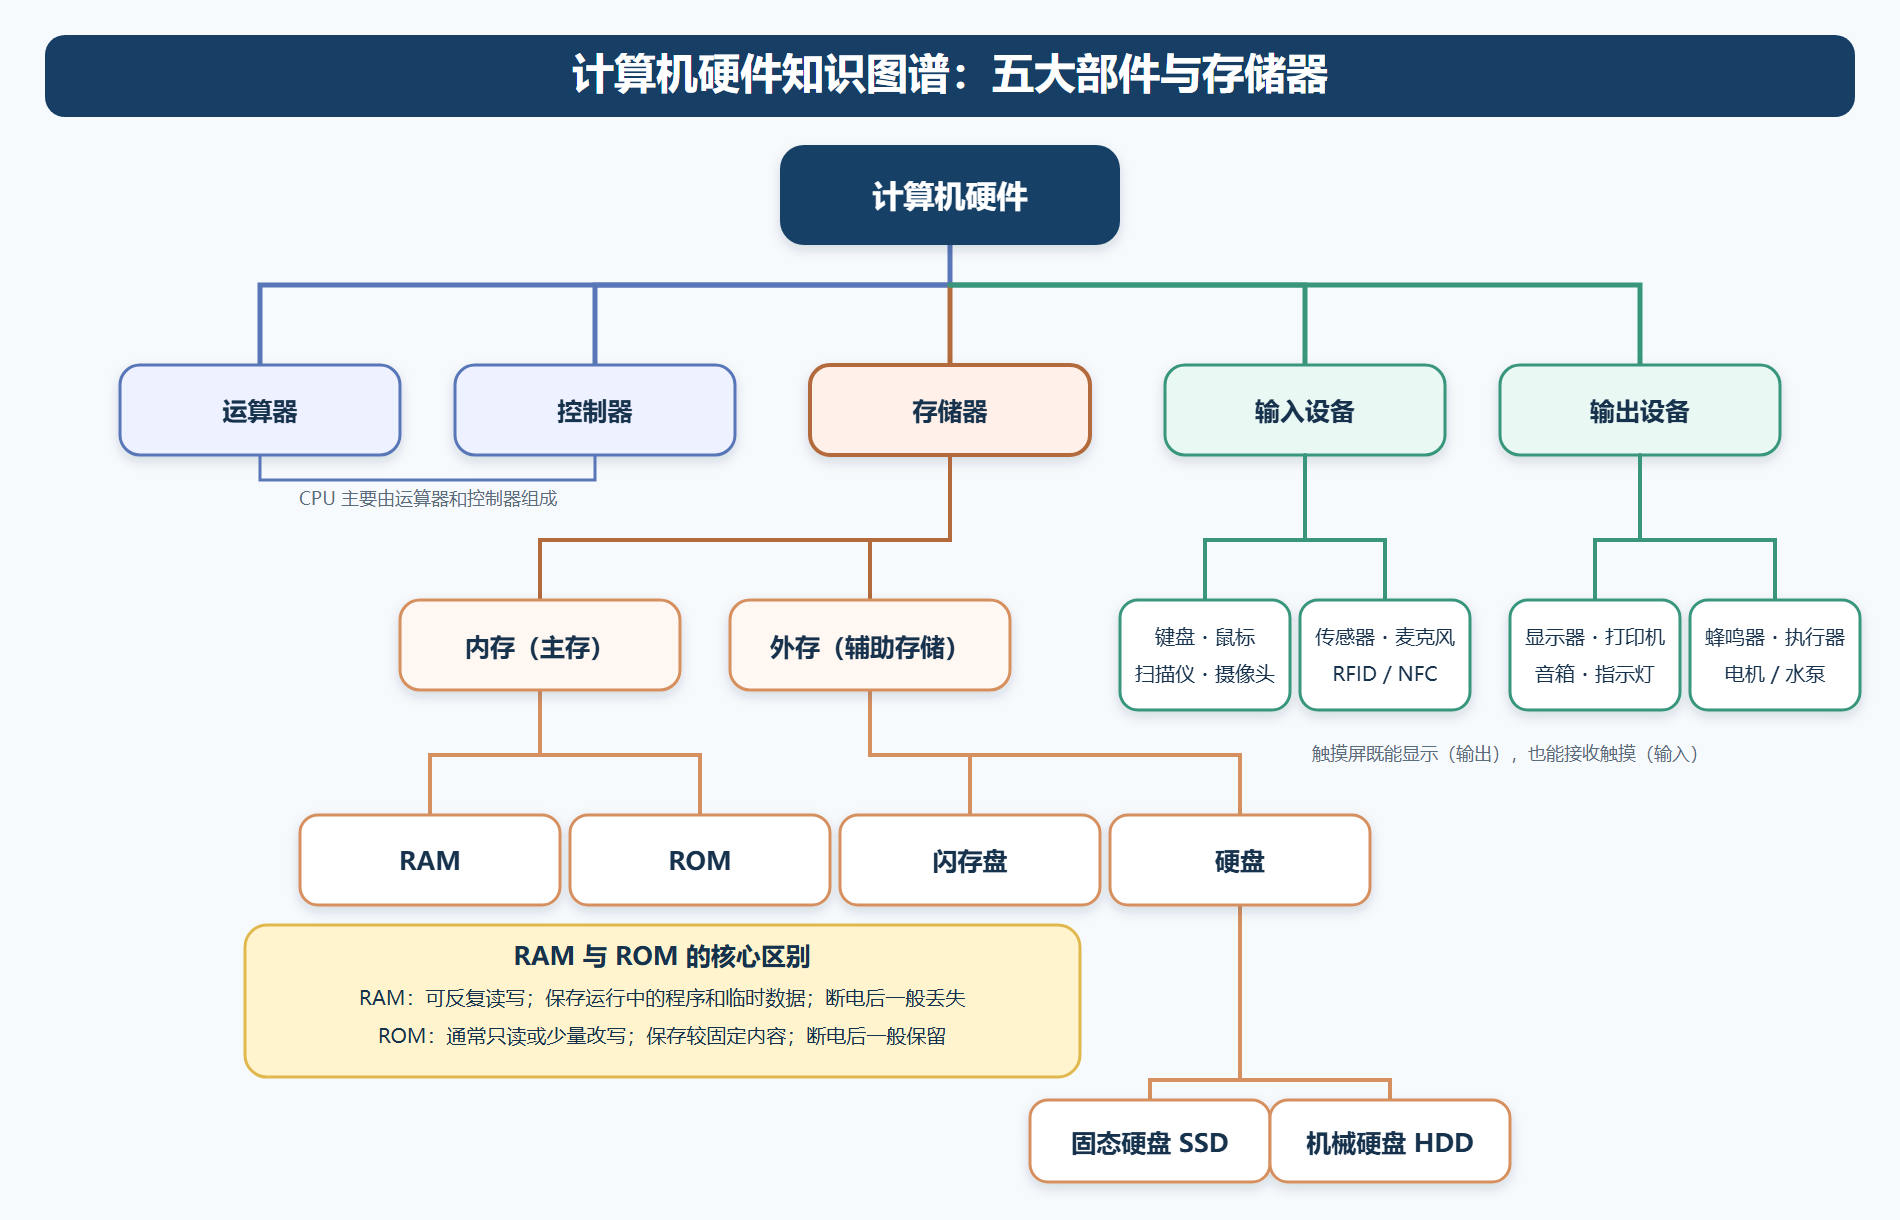 计算机硬件知识图谱：五大部件与存储器
计算机硬件
运算器
控制器
存储器
输入设备
输出设备
CPU 主要由运算器和控制器组成
内存（主存）
外存（辅助存储）
键盘 · 鼠标
扫描仪 · 摄像头
传感器 · 麦克风
RFID / NFC
显示器 · 打印机
音箱 · 指示灯
蜂鸣器 · 执行器
电机 / 水泵
触摸屏既能显示（输出），也能接收触摸（输入）
RAM
ROM
闪存盘
硬盘
RAM 与 ROM 的核心区别
RAM：可反复读写；保存运行中的程序和临时数据；断电后一般丢失
ROM：通常只读或少量改写；保存较固定内容；断电后一般保留
固态硬盘 SSD
机械硬盘 HDD